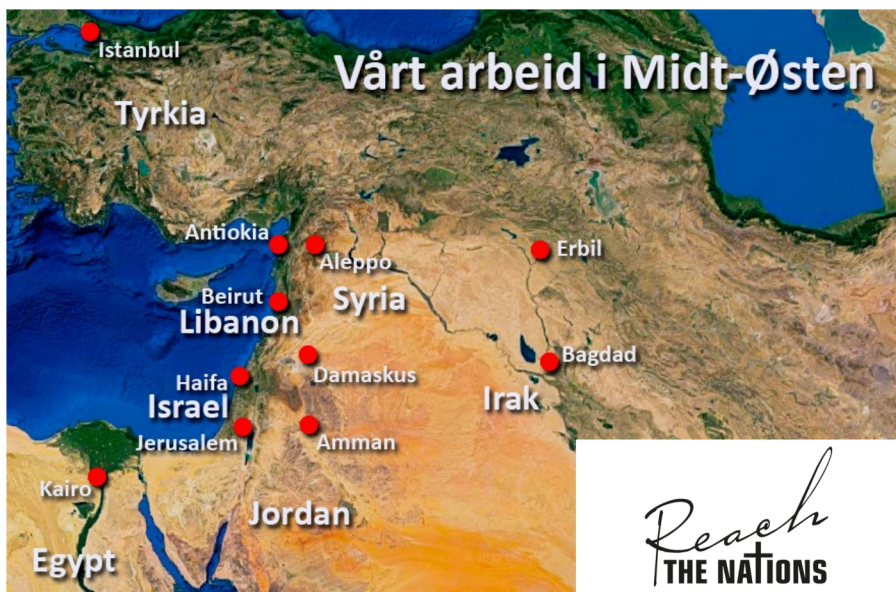 Istanbul
Vårt arbeid i Midt-Østen
Tyrkia
Antiokia
Aleppo
Erbil
Beirut
Syria
Libanon
Damaskus
Bagdad
Haifa
Israel
Irak
Jerusalem
Amman
Kairo
Jordan
Egypt
Reach
THE NATIONS